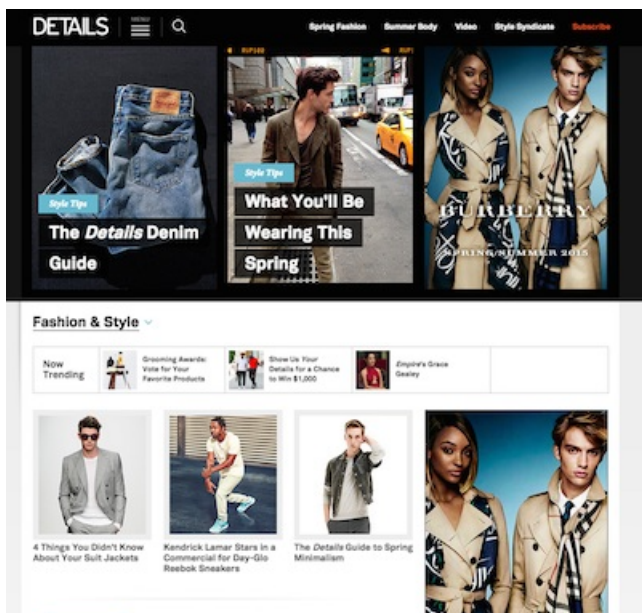 DETAILS
MENU
Spring Fashion
Summer Body
Video
Style Syndicate
Subscribe
Style Tips
The Details Denim
Guide
Style Tips
What You'll Be
Wearing This
Spring
BURBERRY
SPRING/SUMMER 2015
Fashion & Style
Now
Trending
Grooming Awards:
Vote for Your
Favorite Products
Show Us Your
Details for a Chance
to Win $1,000
Empire's Grace
Gealey
4 Things You Didn't Know
About Your Suit Jackets
Kendrick Lamar Stars in a
Commercial for Day-Glo
Reebok Sneakers
The Details Guide to Spring
Minimalism